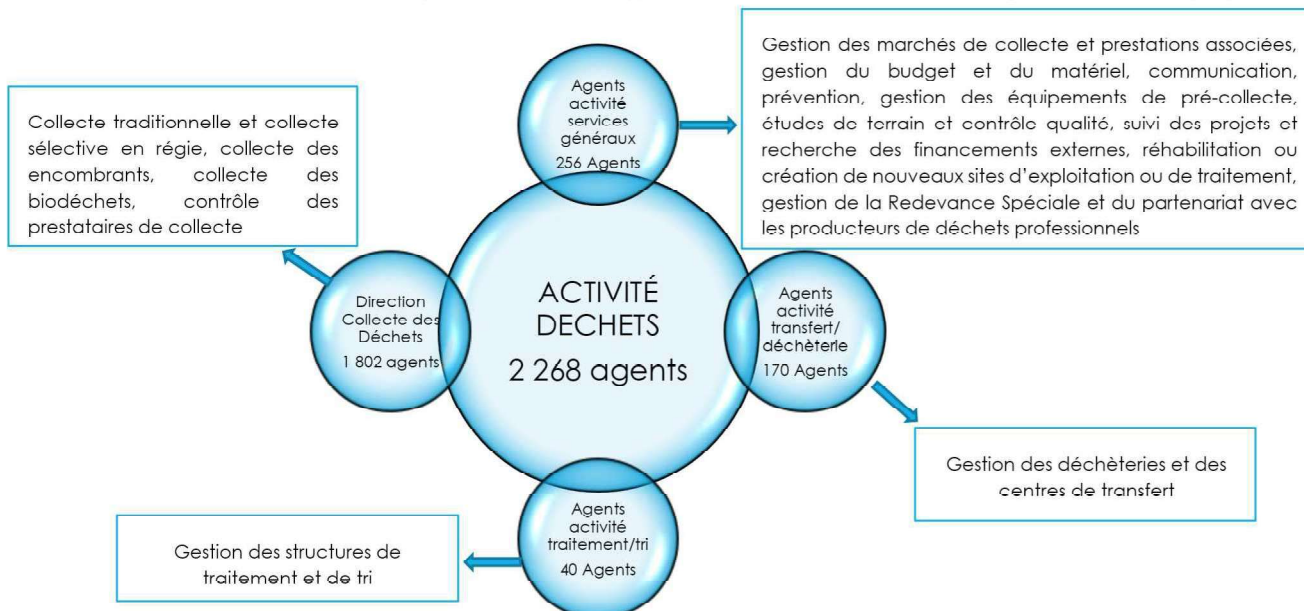 Agents
activité
services
généraux
256 Agents
Gestion des marchés de collecte et prestations associées,
gestion du budget et du matériel, communication,
prévention, gestion des équipements de pré-collecte,
études de terrain et contrôle qualité, suivi des projets et
recherche des financements externes, réhabilitation ou
création de nouveaux sites d'exploitation ou de traitement,
gestion de la Redevance Spéciale et du partenariat avec
les producteurs de déchets professionnels
Collecte traditionnelle et collecte
sélective en régie, collecte des
encombrants, collecte des
biodéchets, contrôle des
prestataires de collecte
Direction
Collecte des
Déchets
1 802 agents
ACTIVITÉ
DECHETS
2 268 agents
Agents
activité
transfert/
déchèterie
170 Agents
Gestion des déchèteries et des
centres de transfert
Agents
activité
traitement/tri
40 Agents
Gestion des structures de
traitement et de tri